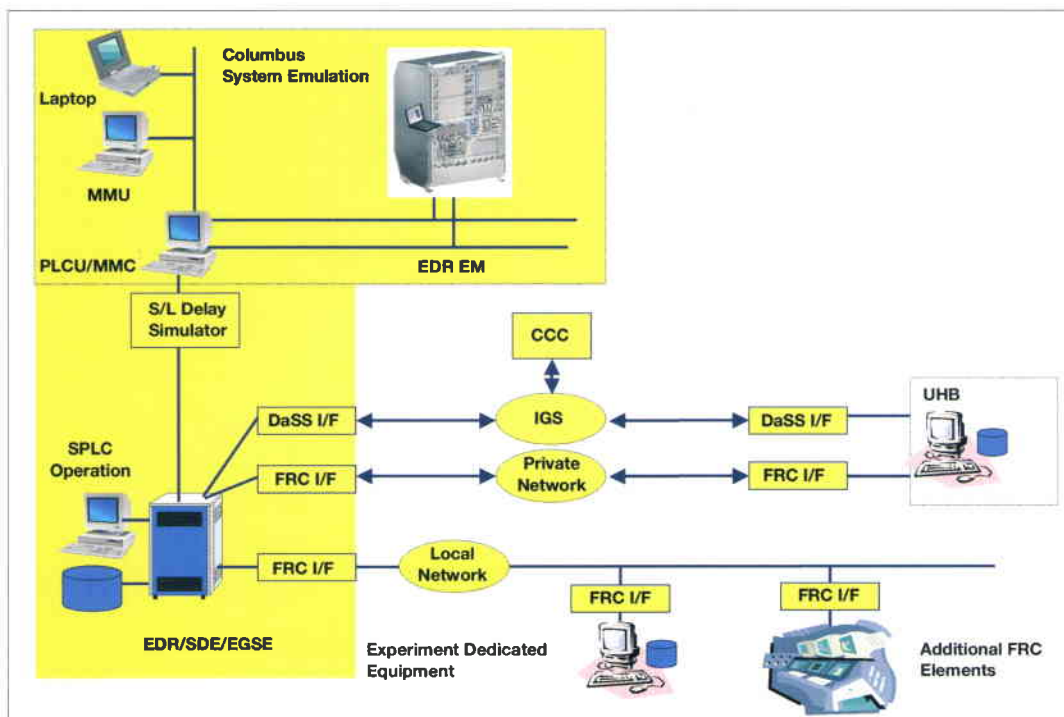 Columbus
System Emulation
Laptop
MMU
PLCU/MMC
EDR EM
S/L Delay
Simulator
CCC
UHB
DaSS I/F
IGS
DaSS I/F
SPLC
Operation
FRC I/F
Private
Network
FRC I/F
FRC I/F
Local
Network
FRC I/F
FRC I/F
EDR/SDE/EGSE
Experiment Dedicated
Equipment
Additional FRC
Elements